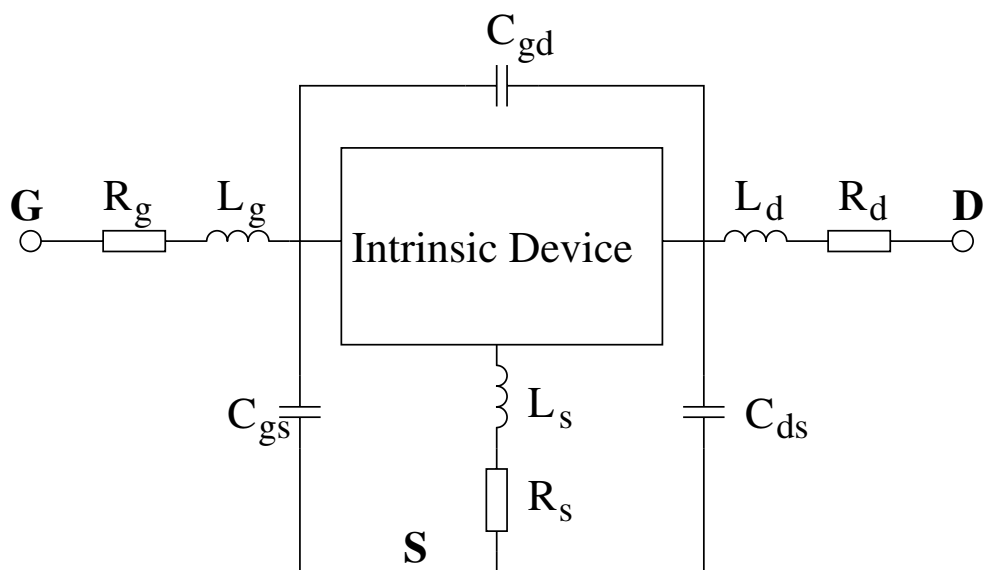 C_gd
G
R_g
L_g
L_d
R_d
D
Intrinsic Device
C_gs
L_s
C_ds
R_s
S